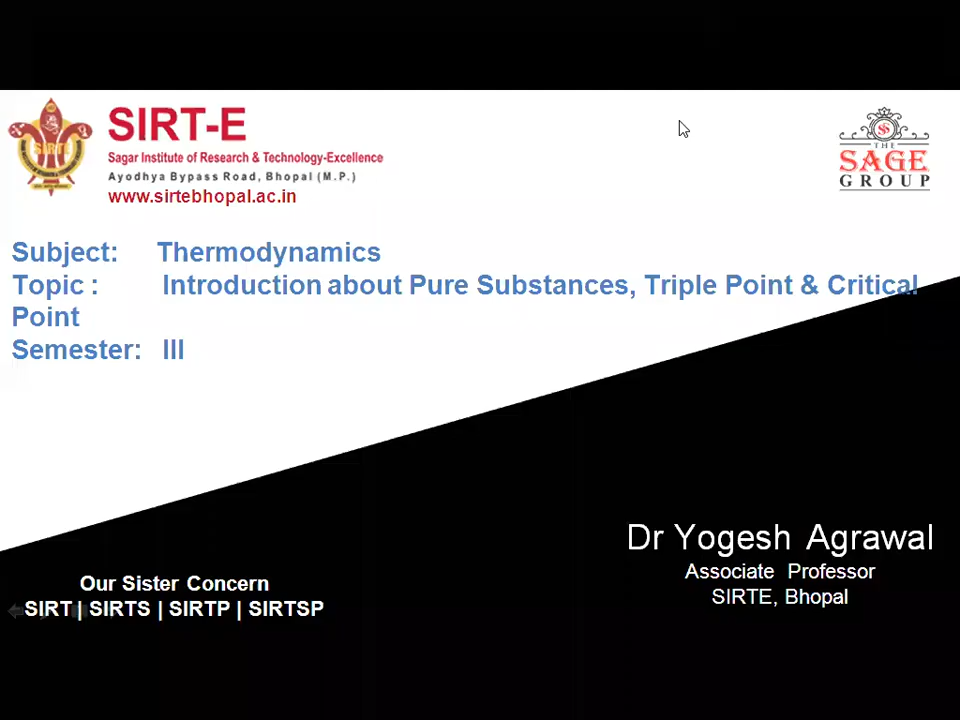 SIRT-E
Sagar Institute of Research & Technology-Excellence
Ayodhya Bypass Road, Bhopal (M.P.)
www.sirtebhopal.ac.in
SIRTE
THE
SAGE
GROUP
Subject: Thermodynamics
Topic : Introduction about Pure Substances, Triple Point & Critical
Point
Semester: III
Dr Yogesh Agrawal
Associate Professor
SIRTE, Bhopal
Our Sister Concern
SIRT | SIRTS | SIRTP | SIRTSP